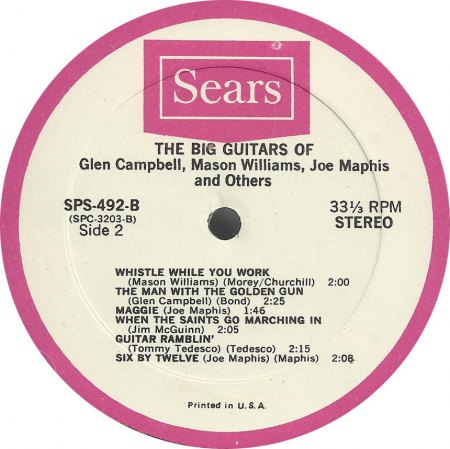 Sears
THE BIG GUITARS OF
Glen Campbell, Mason Williams, Joe Maphis
and Others
SPS-492-B
(SPC-3203-B)
Side 2
33⅓ RPM
STEREO
WHISTLE WHILE YOU WORK
(Mason Williams) (Morey/Churchill) 2:00
THE MAN WITH THE GOLDEN GUN
(Glen Campbell) (Bond) 2:25
MAGGIE (Joe Maphis) 1:46
WHEN THE SAINTS GO MARCHING IN
(Jim McGuinn) 2:05
GUITAR RAMBLIN'
(Tommy Tedesco) (Tedesco) 2:15
SIX BY TWELVE (Joe Maphis) (Maphis) 2:08
Printed in U.S.A.